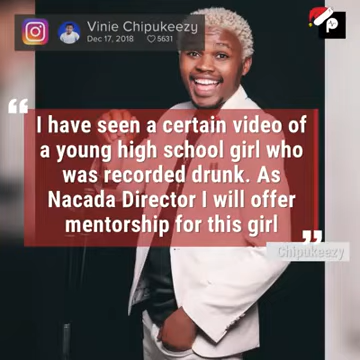 Vinie Chipukeezy
Dec 17, 2018 ♡5631
P
“
I have seen a certain video of
a young high school girl who
was recorded drunk. As
Nacada Director I will offer
mentorship for this girl
”
Chipukeezy